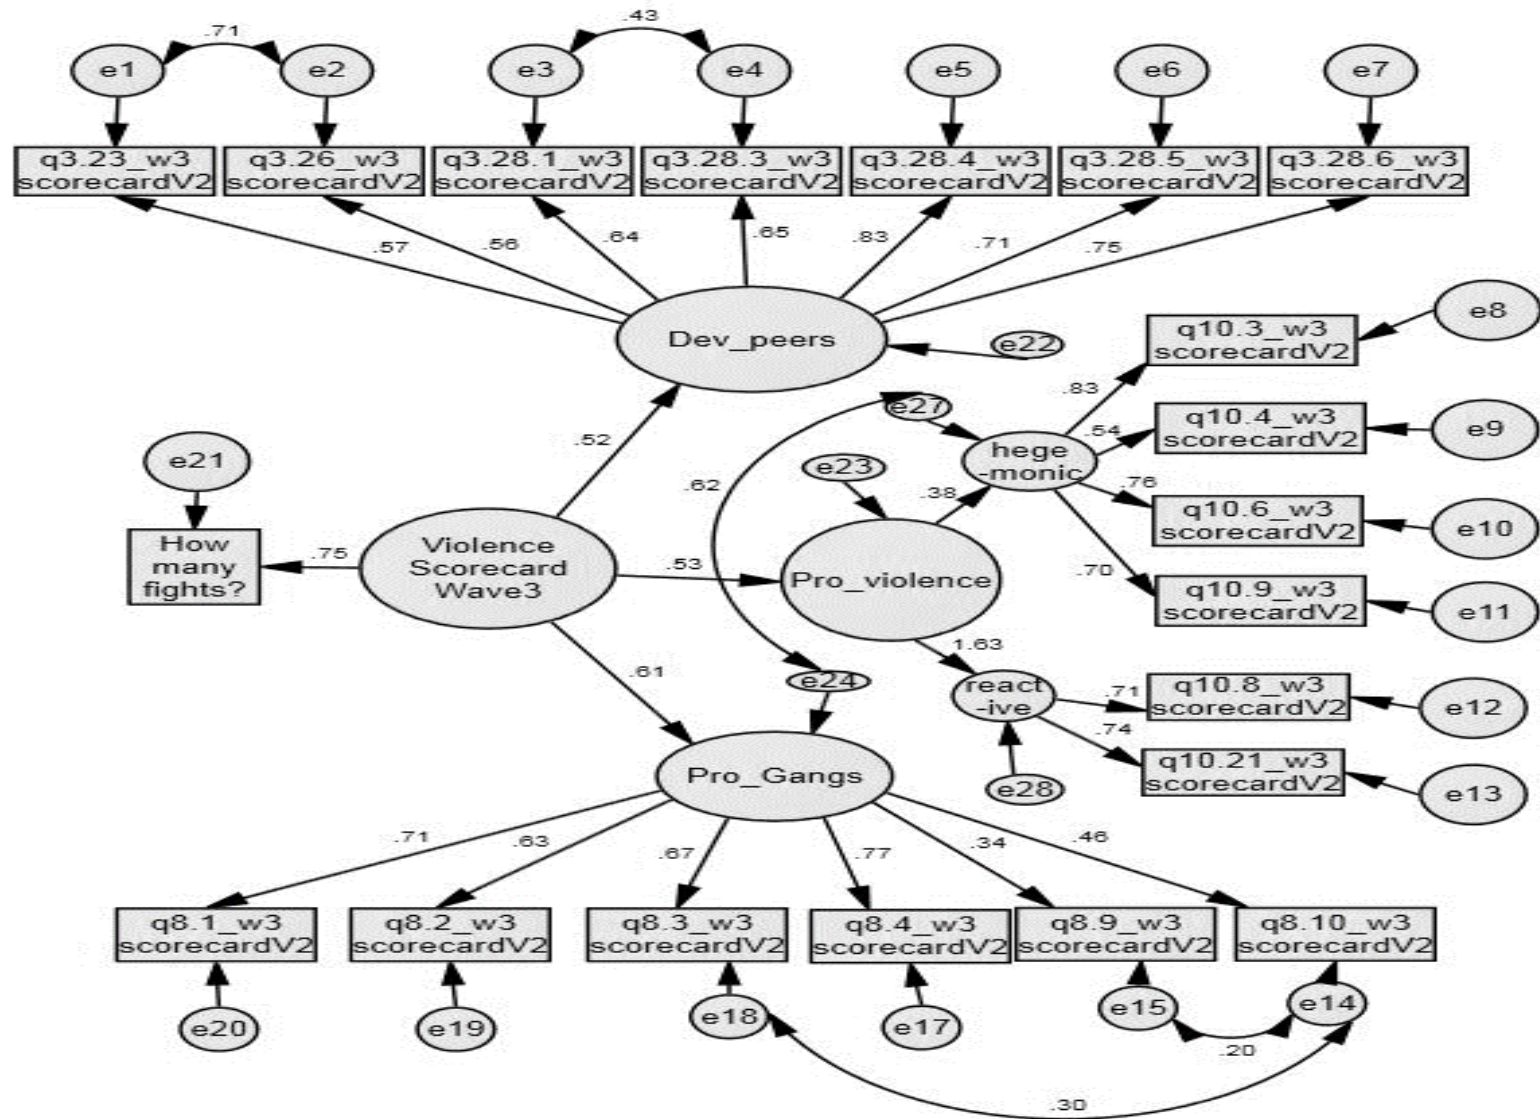 .71
.43
e1
e2
e3
e4
e5
e6
e7
q3.23_w3
scorecardV2
q3.26_w3
scorecardV2
q3.28.1_w3
scorecardV2
q3.28.3_w3
scorecardV2
q3.28.4_w3
scorecardV2
q3.28.5_w3
scorecardV2
q3.28.6_w3
scorecardV2
.57
.56
.64
.65
.83
.71
.75
Dev_peers
e22
q10.3_w3
scorecardV2
e8
.83
e27
.54
q10.4_w3
scorecardV2
e9
.52
hege
-monic
e21
e23
.62
.38
.76
q10.6_w3
scorecardV2
e10
How
many
fights?
.75
Violence
Scorecard
Wave3
.53
Pro_violence
.70
q10.9_w3
scorecardV2
e11
1.63
.61
e24
react
-ive
.71
q10.8_w3
scorecardV2
e12
.74
q10.21_w3
scorecardV2
e13
Pro_Gangs
e28
.71
.63
.67
.77
.34
.46
q8.1_w3
scorecardV2
q8.2_w3
scorecardV2
q8.3_w3
scorecardV2
q8.4_w3
scorecardV2
q8.9_w3
scorecardV2
q8.10_w3
scorecardV2
e20
e19
e18
e17
e15
e14
.20
.30